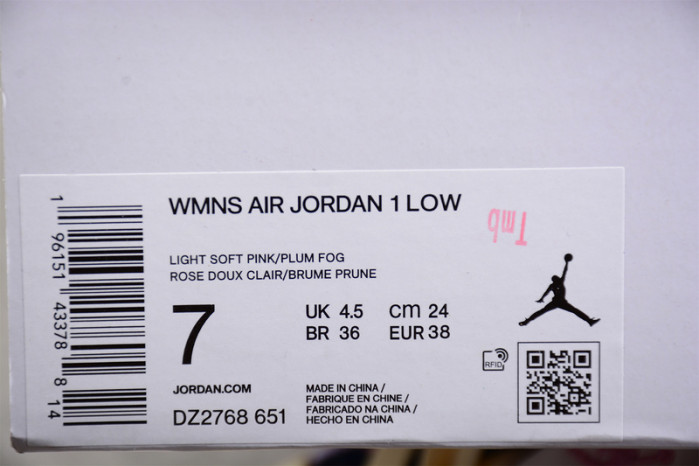 WMNS AIR JORDAN 1 LOW
Tmb
LIGHT SOFT PINK/PLUM FOG
ROSE DOUX CLAIR/BRUME PRUNE
7
UK 4.5 cm 24
BR 36 EUR 38
RFID
JORDAN.COM
DZ2768 651
MADE IN CHINA /
FABRIQUE EN CHINE /
FABRICADO NA CHINA /
HECHO EN CHINA
1 96151 43378 8 14